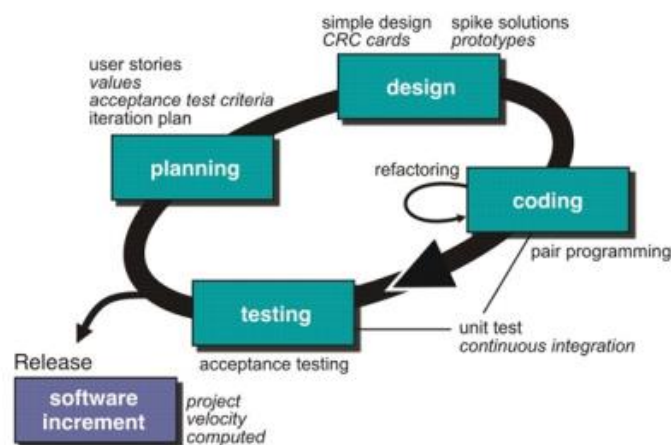 simple design
CRC cards
spike solutions
prototypes
user stories
values
acceptance test criteria
iteration plan
design
planning
refactoring
coding
pair programming
testing
unit test
continuous integration
acceptance testing
Release
software
increment
project
velocity
computed